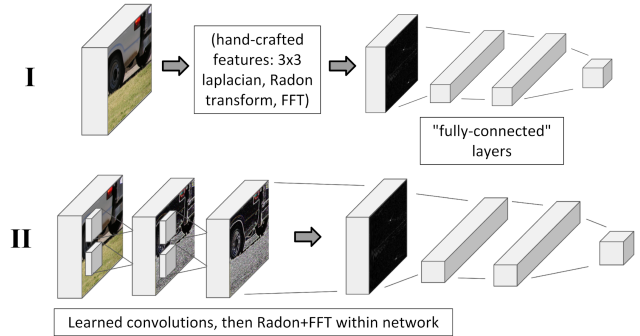 I
(hand-crafted
features: 3x3
laplacian, Radon
transform, FFT)
"fully-connected"
layers
II
Learned convolutions, then Radon+FFT within network